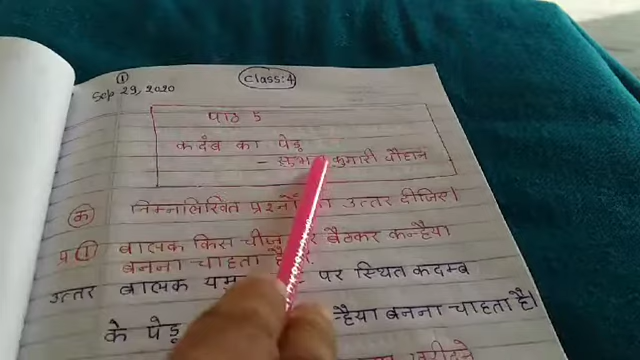 ①
Sep 29, 2020
Class:4
पाठ 5
कदंब का पेड़
- कुमारी चौहान
क निम्नलिखित प्रश्नों उत्तर दीजिए।
प्र ① बालक किस चीज़ बैठकर कन्हैया
बनना चाहता है
उत्तर बालक पर स्थित कदम्ब
के पेड़ बनना चाहता है।